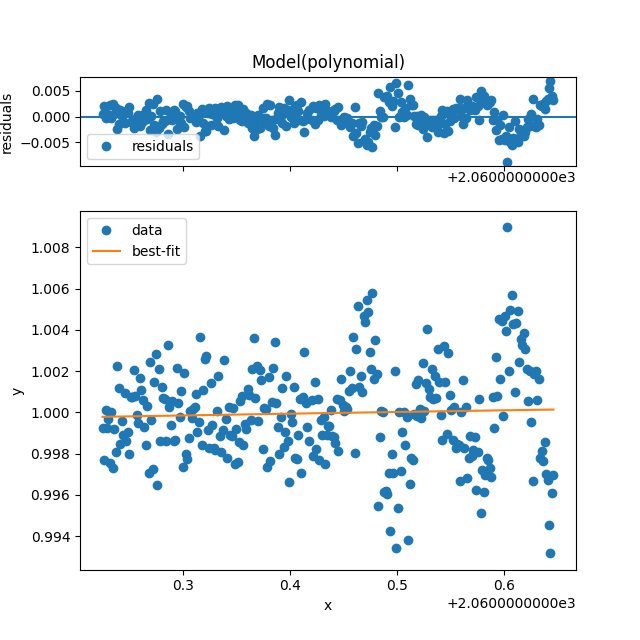 Model(polynomial)
0.005
0.000
−0.005
residuals
residuals
+2.0600000000e3
data
best-fit
1.008
1.006
1.004
1.002
1.000
0.998
0.996
0.994
y
0.3
0.4
0.5
0.6
x
+2.0600000000e3